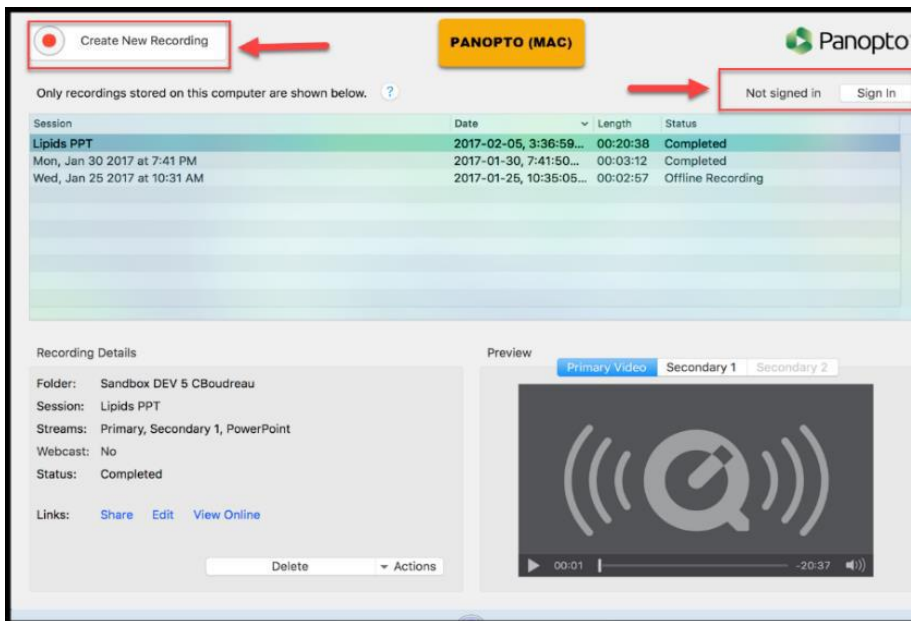 Create New Recording
PANOPTO (MAC)
Panopto
Only recordings stored on this computer are shown below. ?
Not signed in Sign In
Session Date Length Status
Lipids PPT 2017-02-05, 3:36:59... 00:20:38 Completed
Mon, Jan 30 2017 at 7:41 PM 2017-01-30, 7:41:50... 00:03:12 Completed
Wed, Jan 25 2017 at 10:31 AM 2017-01-25, 10:35:05... 00:02:57 Offline Recording
Recording Details
Folder: Sandbox DEV 5 CBoudreau
Session: Lipids PPT
Streams: Primary, Secondary 1, PowerPoint
Webcast: No
Status: Completed
Links: Share Edit View Online
Delete Actions
Preview
Primary Video Secondary 1 Secondary 2
00:01 -20:37